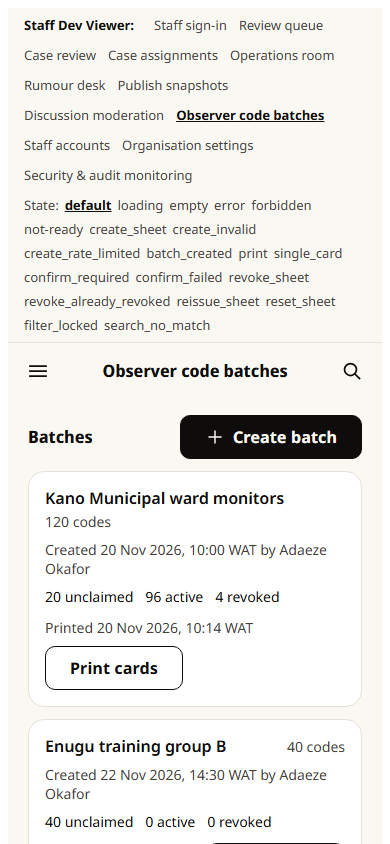 Staff Dev Viewer: Staff sign-in Review queue
Case review Case assignments Operations room
Rumour desk Publish snapshots
Discussion moderation Observer code batches
Staff accounts Organisation settings
Security & audit monitoring
State: default loading empty error forbidden
not-ready create_sheet create_invalid
create_rate_limited batch_created print single_card
confirm_required confirm_failed revoke_sheet
revoke_already_revoked reissue_sheet reset_sheet
filter_locked search_no_match
Observer code batches
Batches
Create batch
Kano Municipal ward monitors
120 codes
Created 20 Nov 2026, 10:00 WAT by Adaeze
Okafor
20 unclaimed 96 active 4 revoked
Printed 20 Nov 2026, 10:14 WAT
Print cards
Enugu training group B 40 codes
Created 22 Nov 2026, 14:30 WAT by Adaeze
Okafor
40 unclaimed 0 active 0 revoked